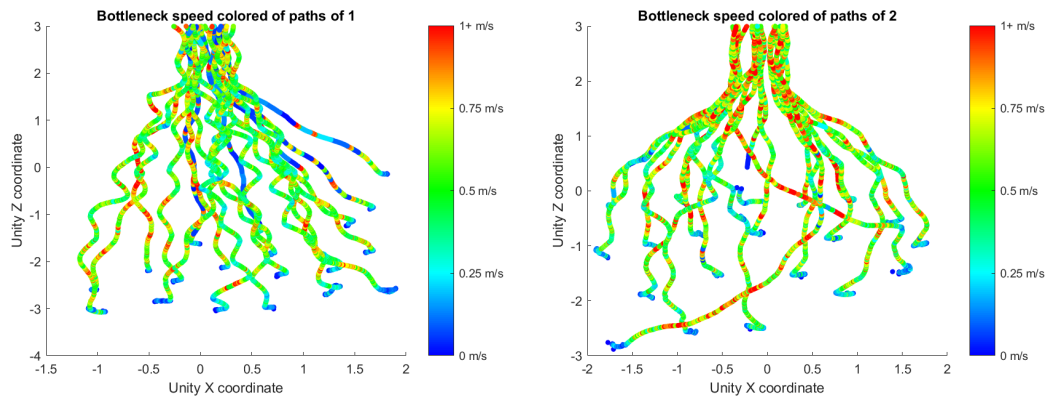 Bottleneck speed colored of paths of 1
3
2
1
0
-1
-2
-3
-4
Unity Z coordinate
-1.5
-1
-0.5
0
0.5
1
1.5
2
Unity X coordinate
1+ m/s
0.75 m/s
0.5 m/s
0.25 m/s
0 m/s
Bottleneck speed colored of paths of 2
3
2
1
0
-1
-2
-3
Unity Z coordinate
-2
-1.5
-1
-0.5
0
0.5
1
1.5
2
Unity X coordinate
1+ m/s
0.75 m/s
0.5 m/s
0.25 m/s
0 m/s